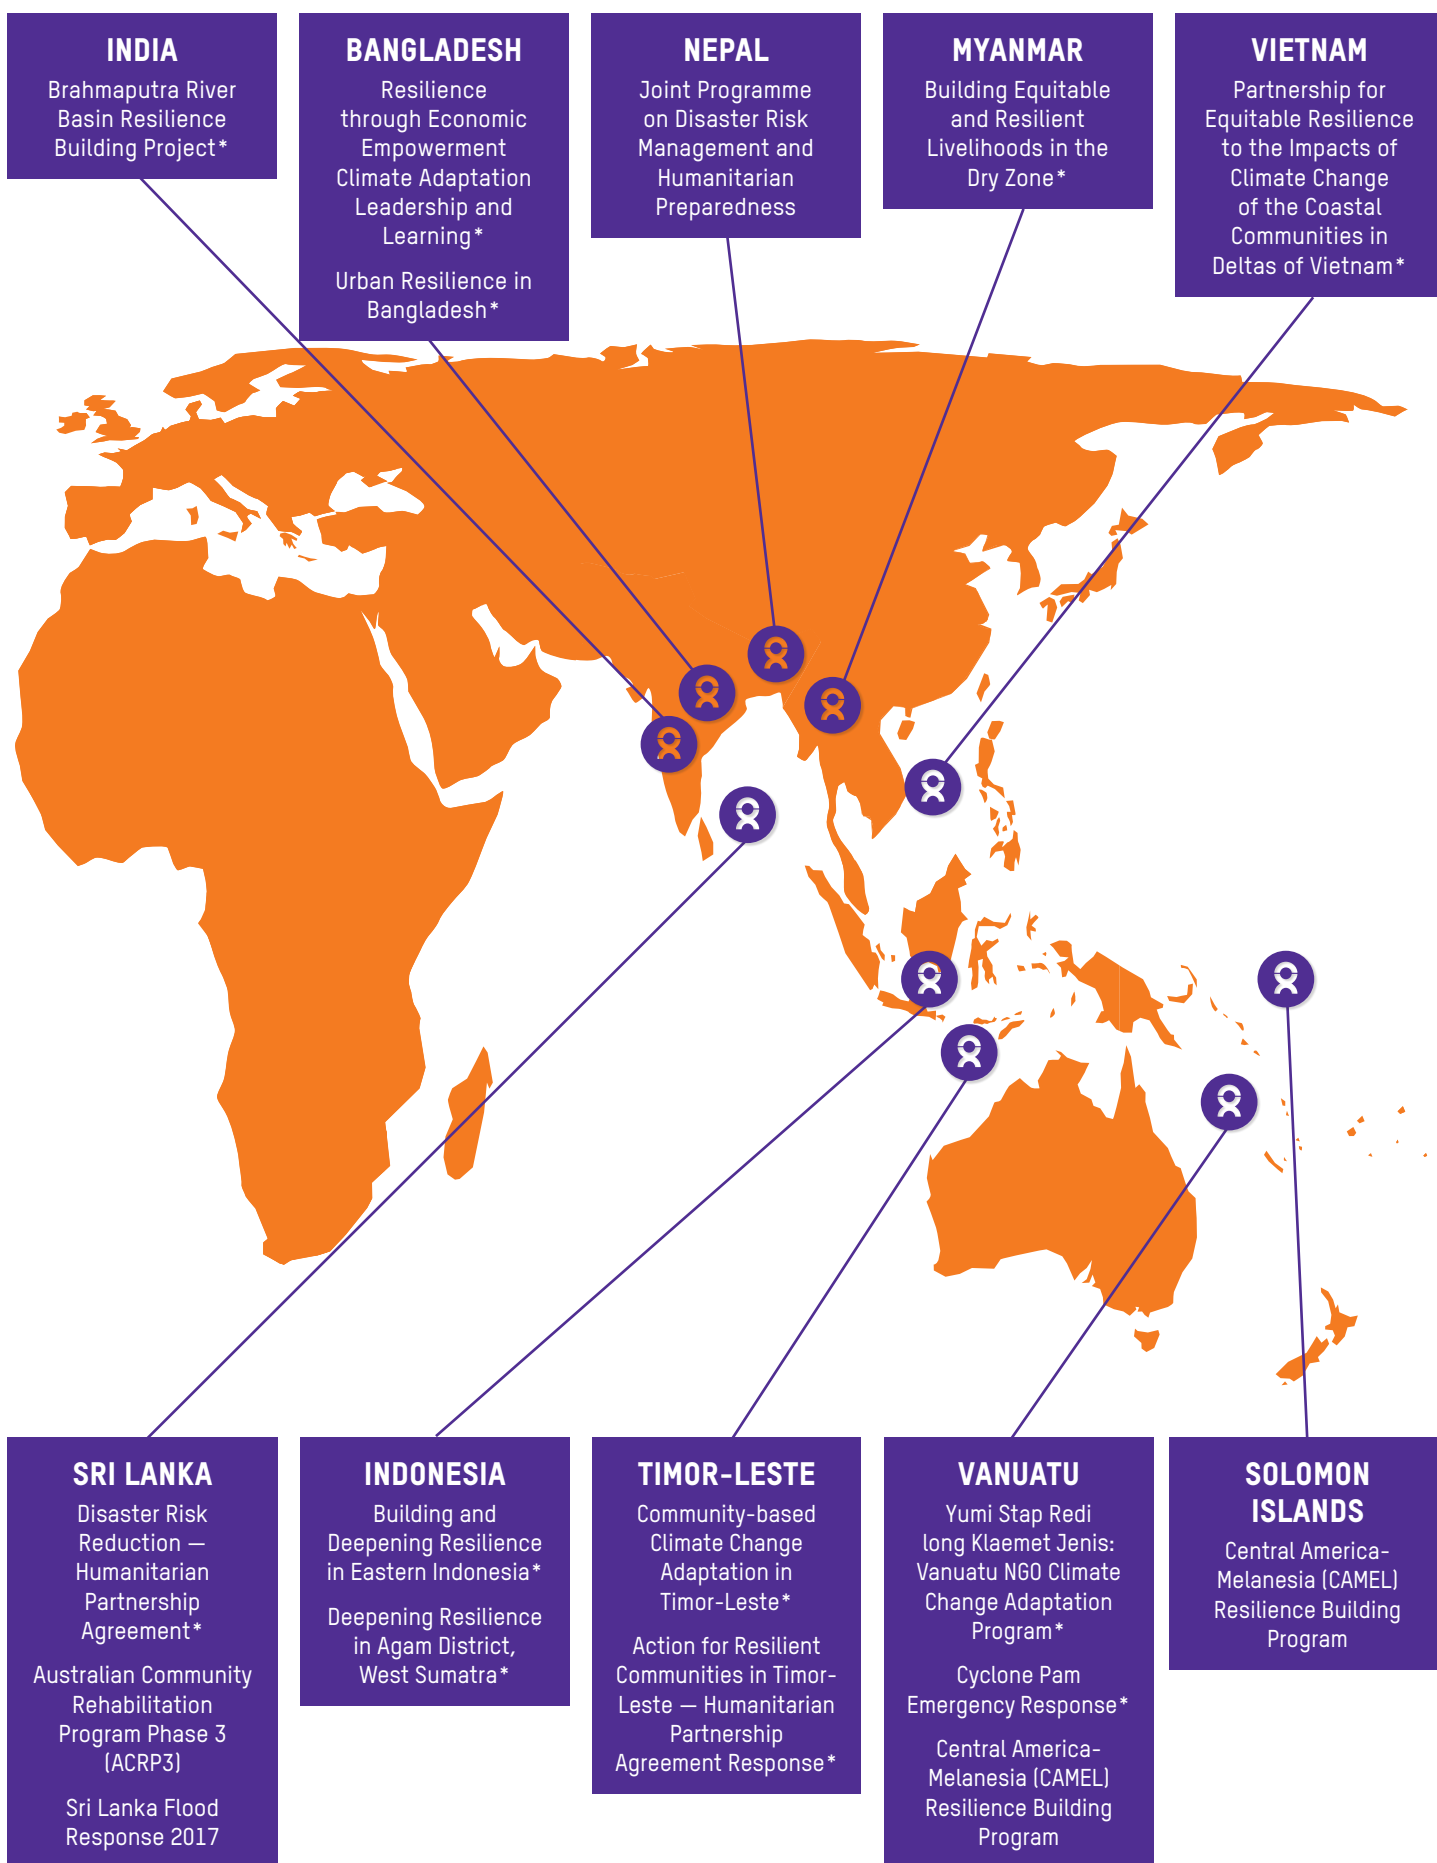 INDIA
Brahmaputra River
Basin Resilience
Building Project*
BANGLADESH
Resilience
through Economic
Empowerment
Climate Adaptation
Leadership and
Learning*
Urban Resilience in
Bangladesh*
NEPAL
Joint Programme
on Disaster Risk
Management and
Humanitarian
Preparedness
MYANMAR
Building Equitable
and Resilient
Livelihoods in the
Dry Zone*
VIETNAM
Partnership for
Equitable Resilience
to the Impacts of
Climate Change
of the Coastal
Communities in
Deltas of Vietnam*
SRI LANKA
Disaster Risk
Reduction —
Humanitarian
Partnership
Agreement*
Australian Community
Rehabilitation
Program Phase 3
(ACRP3)
Sri Lanka Flood
Response 2017
INDONESIA
Building and
Deepening Resilience
in Eastern Indonesia*
Deepening Resilience
in Agam District,
West Sumatra*
TIMOR-LESTE
Community-based
Climate Change
Adaptation in
Timor-Leste*
Action for Resilient
Communities in Timor-
Leste — Humanitarian
Partnership
Agreement Response*
VANUATU
Yumi Stap Redi
long Klaemet Jenis:
Vanuatu NGO Climate
Change Adaptation
Program*
Cyclone Pam
Emergency Response*
Central America-
Melanesia (CAMEL)
Resilience Building
Program
SOLOMON
ISLANDS
Central America-
Melanesia (CAMEL)
Resilience Building
Program